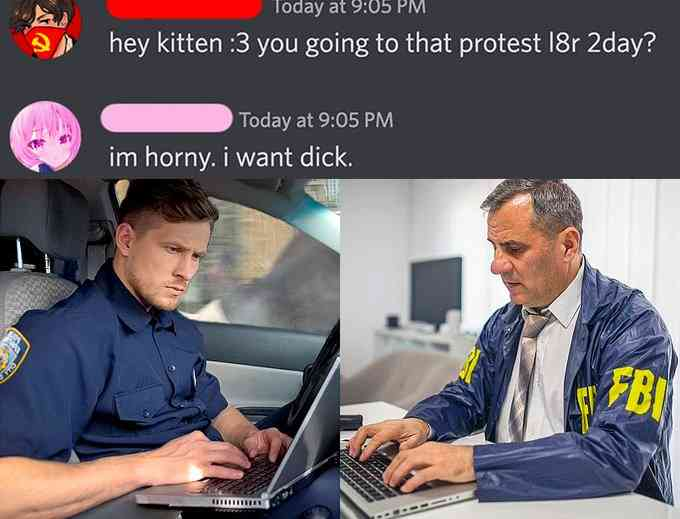 Today at 9:05 PM
hey kitten :3 you going to that protest l8r 2day?
Today at 9:05 PM
im horny. i want dick.
FBI